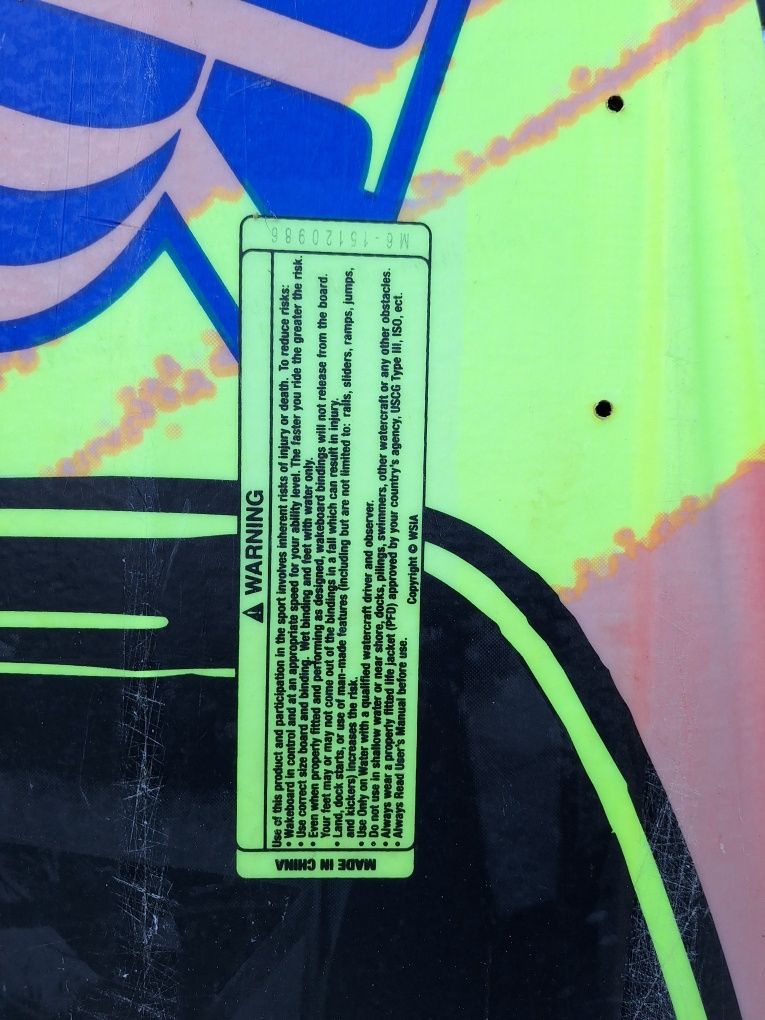 ⚠ WARNING
Use of this product and participation in the sport involves inherent risks of injury or death. To reduce risks:
• Wakeboard in control and at an appropriate speed for your ability level. The faster you ride the greater the risk.
• Use correct size board and binding. Wet binding and feet with water only.
• Even when properly fitted and performing as designed, wakeboard bindings will not release from the board.
Your feet may or may not come out of the bindings in a fall which can result in injury.
• Land, dock starts, or use of man-made features (including but are not limited to: rails, sliders, ramps, jumps,
and kickers) increases the risk.
• Use Only on Water with a qualified watercraft driver and observer.
• Do not use in shallow water or near shore, docks, pilings, swimmers, other watercraft or any other obstacles.
• Always wear a properly fitted life jacket (PFD) approved by your country's agency, USCG Type III, ISO, ect.
• Always Read User's Manual before use.
Copyright © WSIA
MADE IN CHINA
M6-15120986